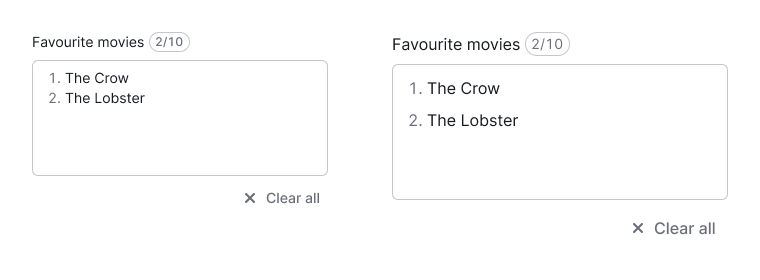 Favourite movies 2/10
1. The Crow
2. The Lobster
Clear all
Favourite movies 2/10
1. The Crow
2. The Lobster
Clear all